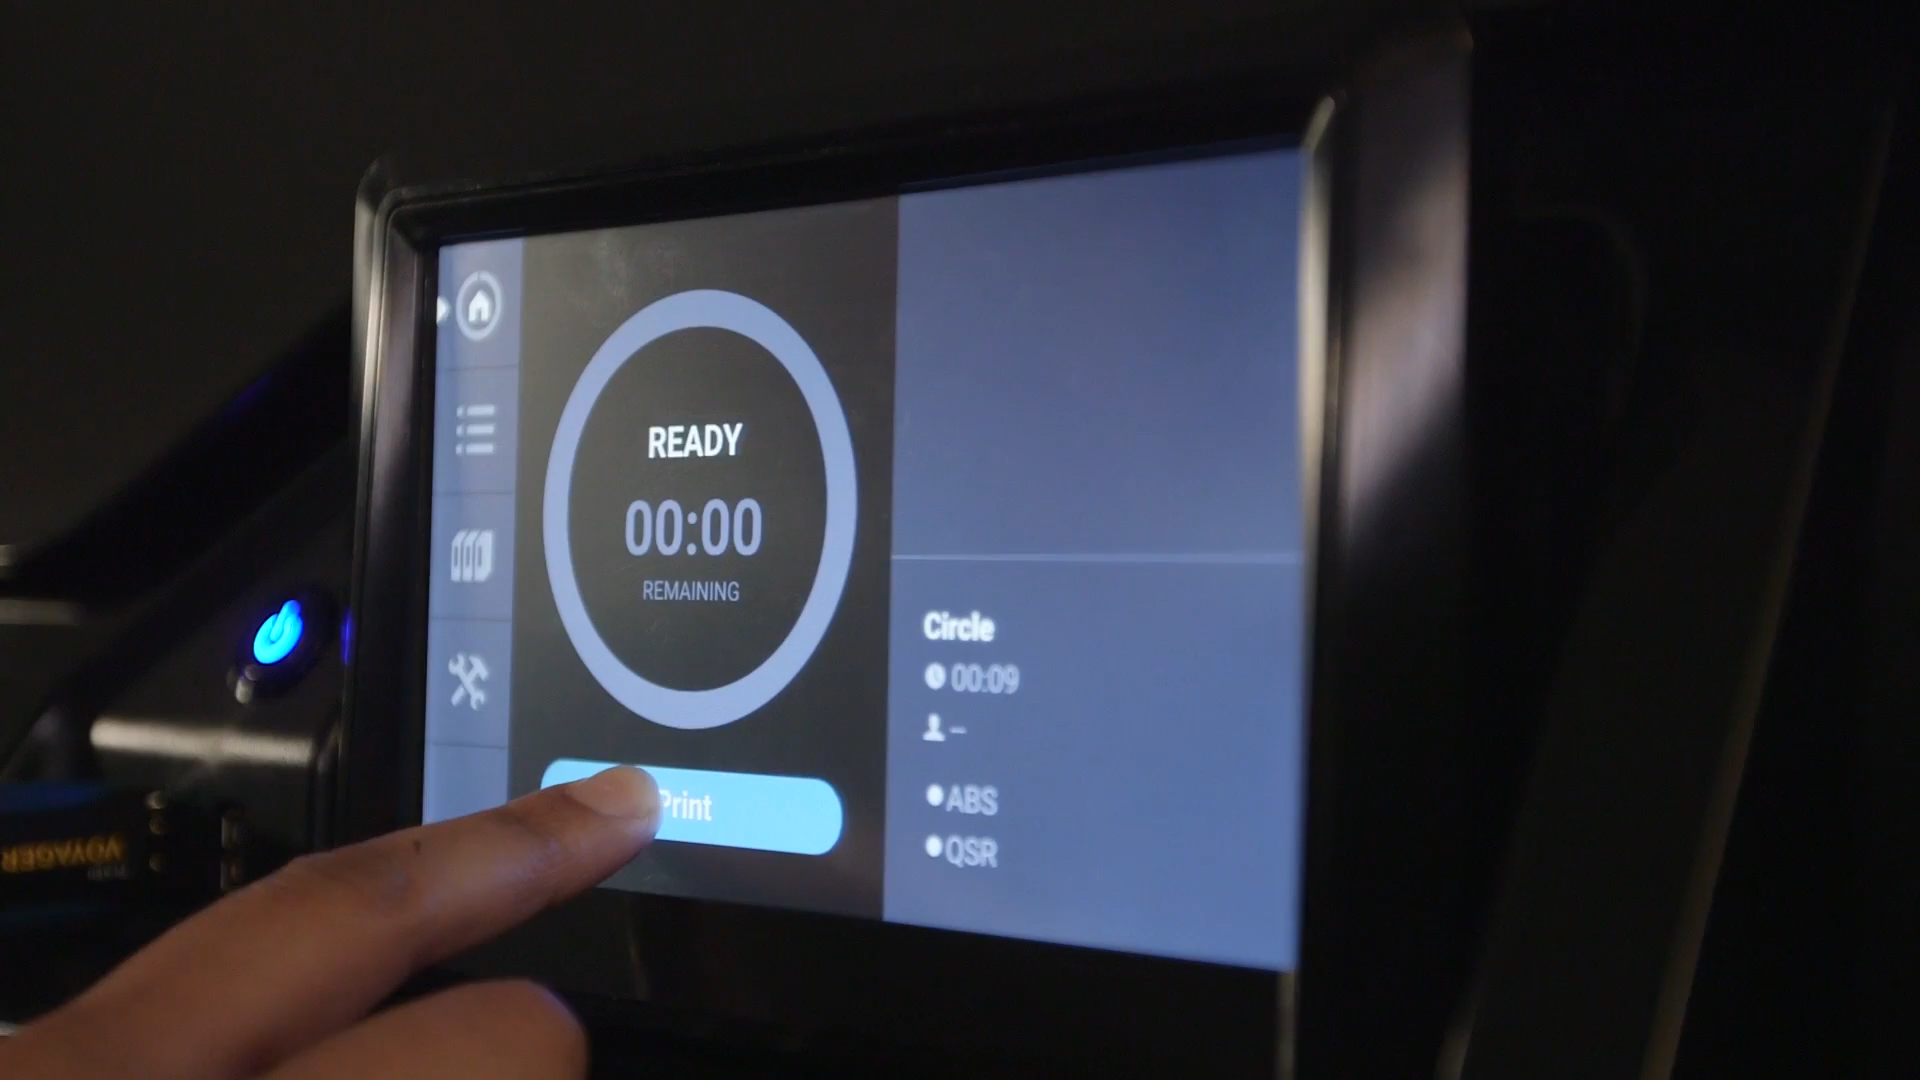 READY
00:00
REMAINING
Print
Circle
00:09
--
ABS
QSR
VOYAGER